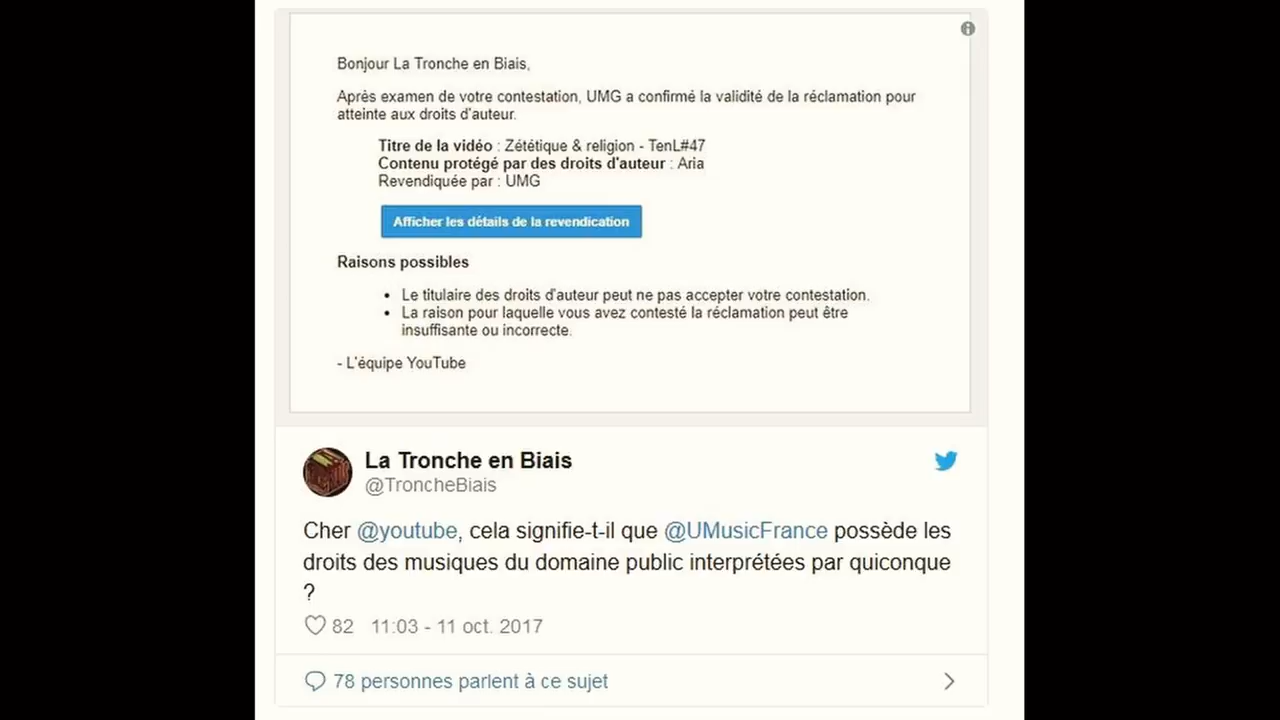 Bonjour La Tronche en Biais,
Après examen de votre contestation, UMG a confirmé la validité de la réclamation pour
atteinte aux droits d'auteur.
Titre de la vidéo : Zététique & religion - TenL#47
Contenu protégé par des droits d'auteur : Aria
Revendiquée par : UMG
Afficher les détails de la revendication
Raisons possibles
• Le titulaire des droits d'auteur peut ne pas accepter votre contestation.
• La raison pour laquelle vous avez contesté la réclamation peut être
insuffisante ou incorrecte.
- L'équipe YouTube
La Tronche en Biais
@TroncheBiais
Cher @youtube, cela signifie-t-il que @UMusicFrance possède les
droits des musiques du domaine public interprétées par quiconque
?
82 11:03 - 11 oct. 2017
78 personnes parlent à ce sujet